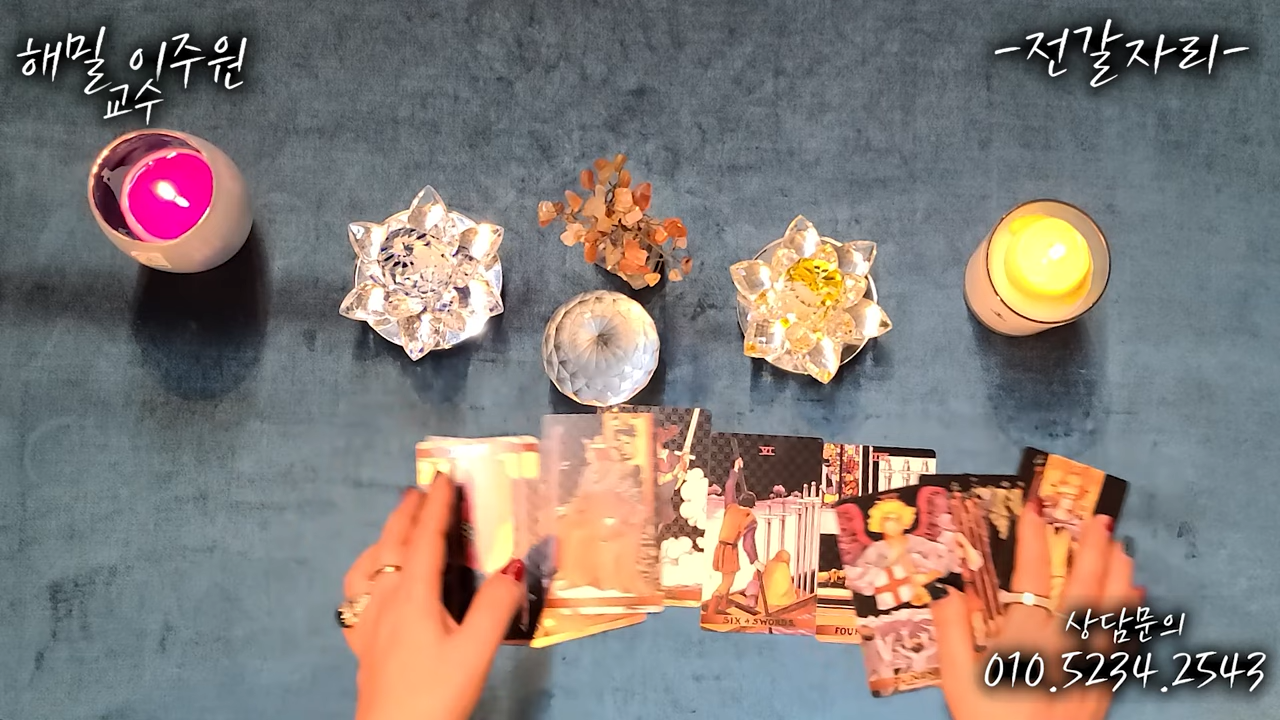 해밀 이주원
교수
-전갈자리-
VI
SIX of SWORDS
FOUR
상담문의
010.5234.2543